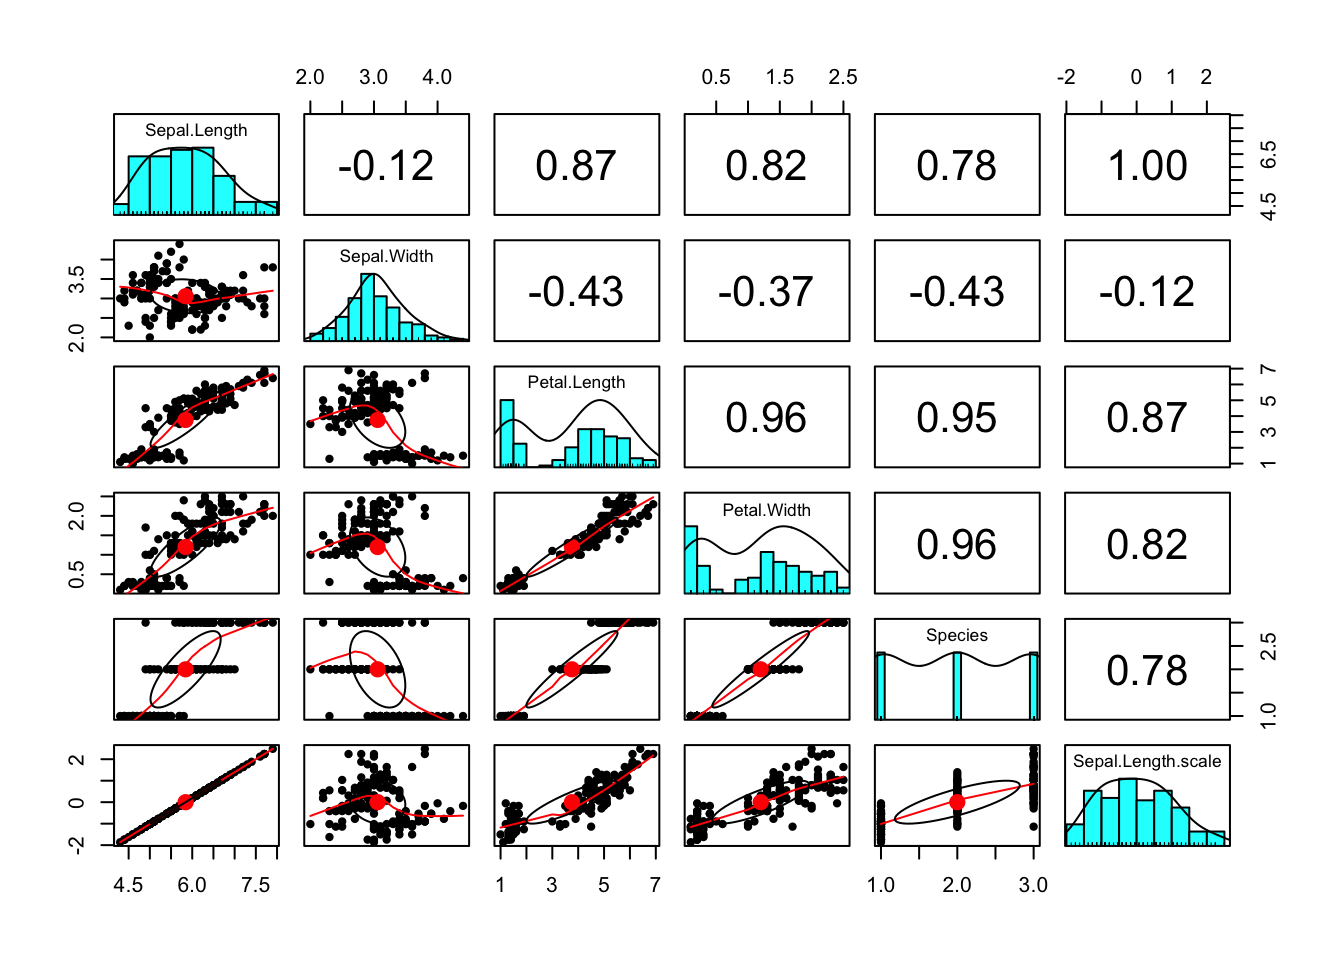 2.0 3.0 4.0 0.5 1.5 2.5 -2 0 1 2
Sepal.Length -0.12 0.87 0.82 0.78 1.00 4.5 6.5
2.0 3.5 Sepal.Width -0.43 -0.37 -0.43 -0.12
Petal.Length 0.96 0.95 0.87 1 3 5 7
0.5 2.0 Petal.Width 0.96 0.82
Species 0.78 1.0 2.5
-2 0 2 Sepal.Length.scale
4.5 6.0 7.5 1 3 5 7 1.0 2.0 3.0